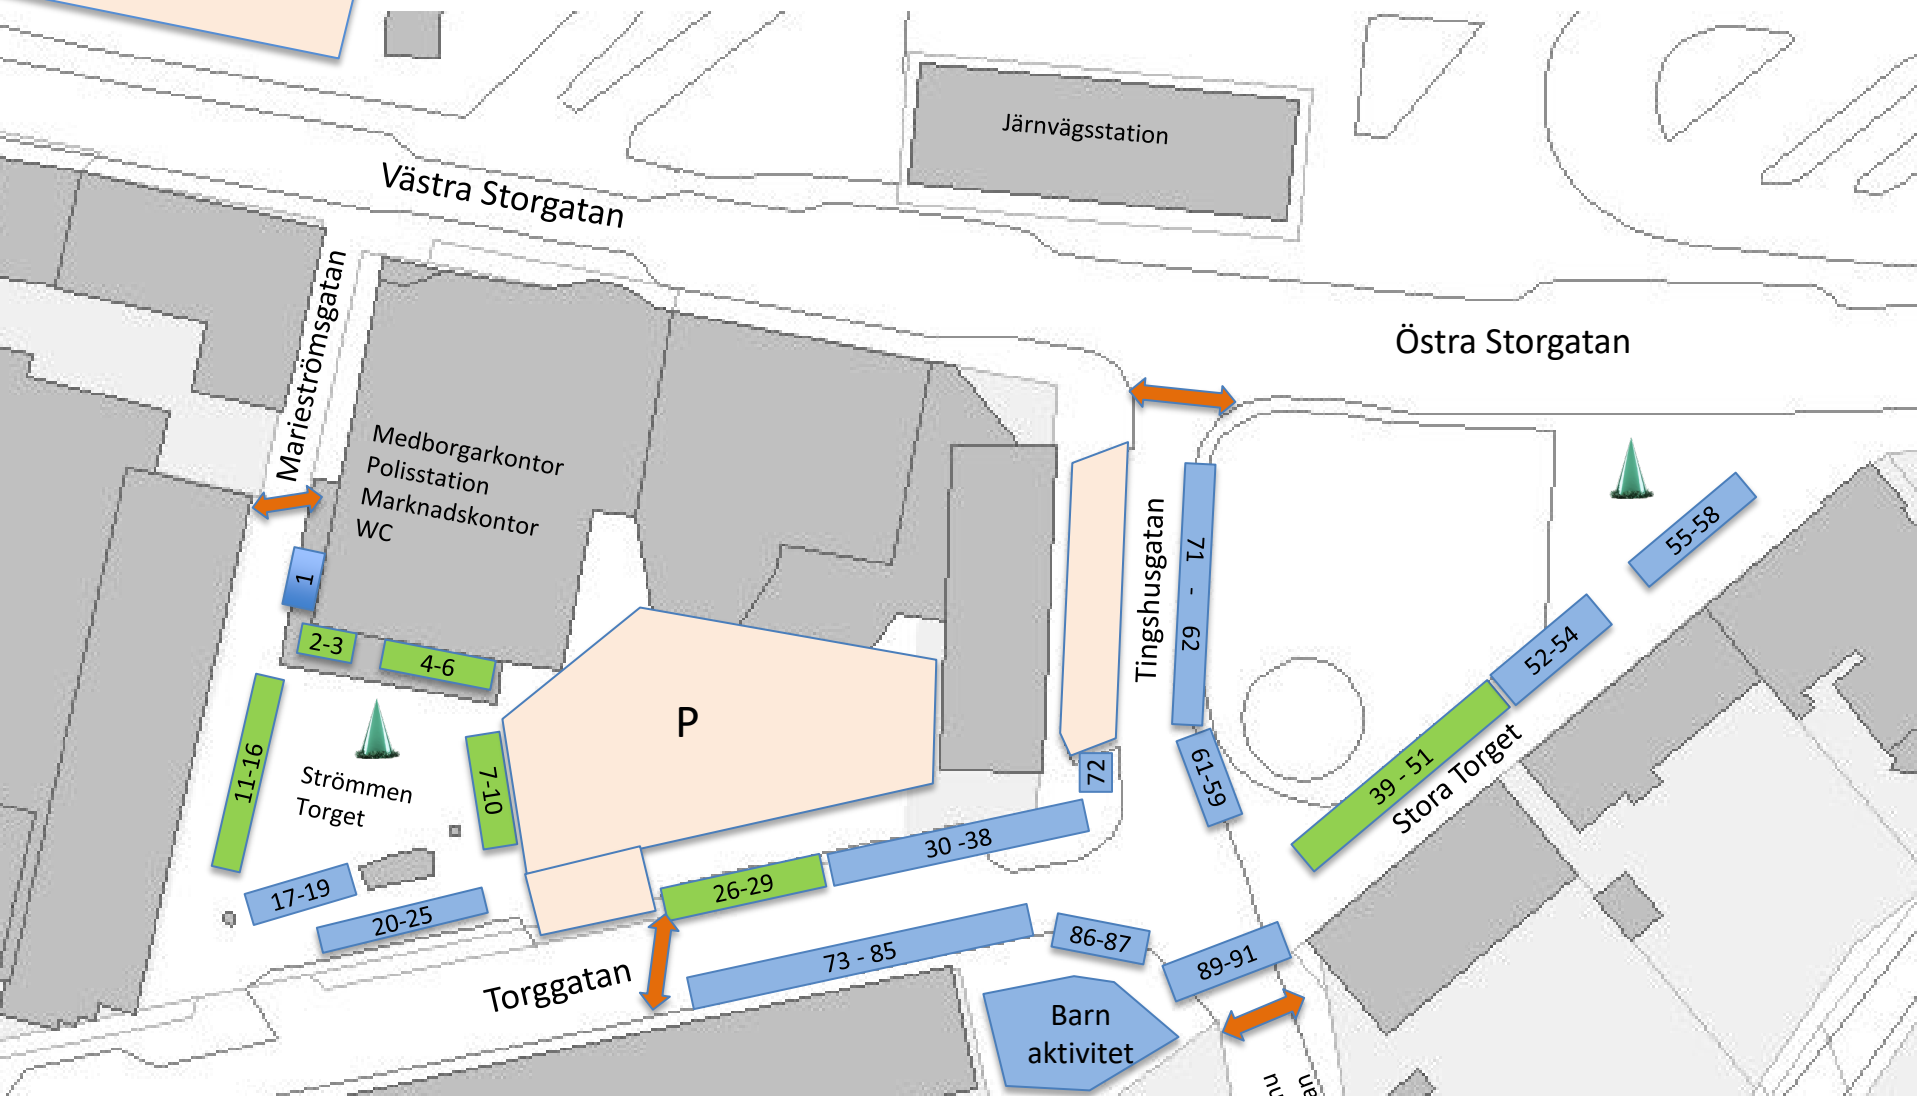 Järnvägsstation
Västra Storgatan
Östra Storgatan
Marieströmsgatan
Medborgarkontor
Polisstation
Marknadskontor
WC
Tingshusgatan
71 - 62
55-58
1
2-3
4-6
52-54
P
11-16
7-10
Strömmen
Torget
72
61-59
39 - 51
Stora Torget
30 -38
26-29
17-19
20-25
73 - 85
86-87
89-91
Torggatan
Barn
aktivitet